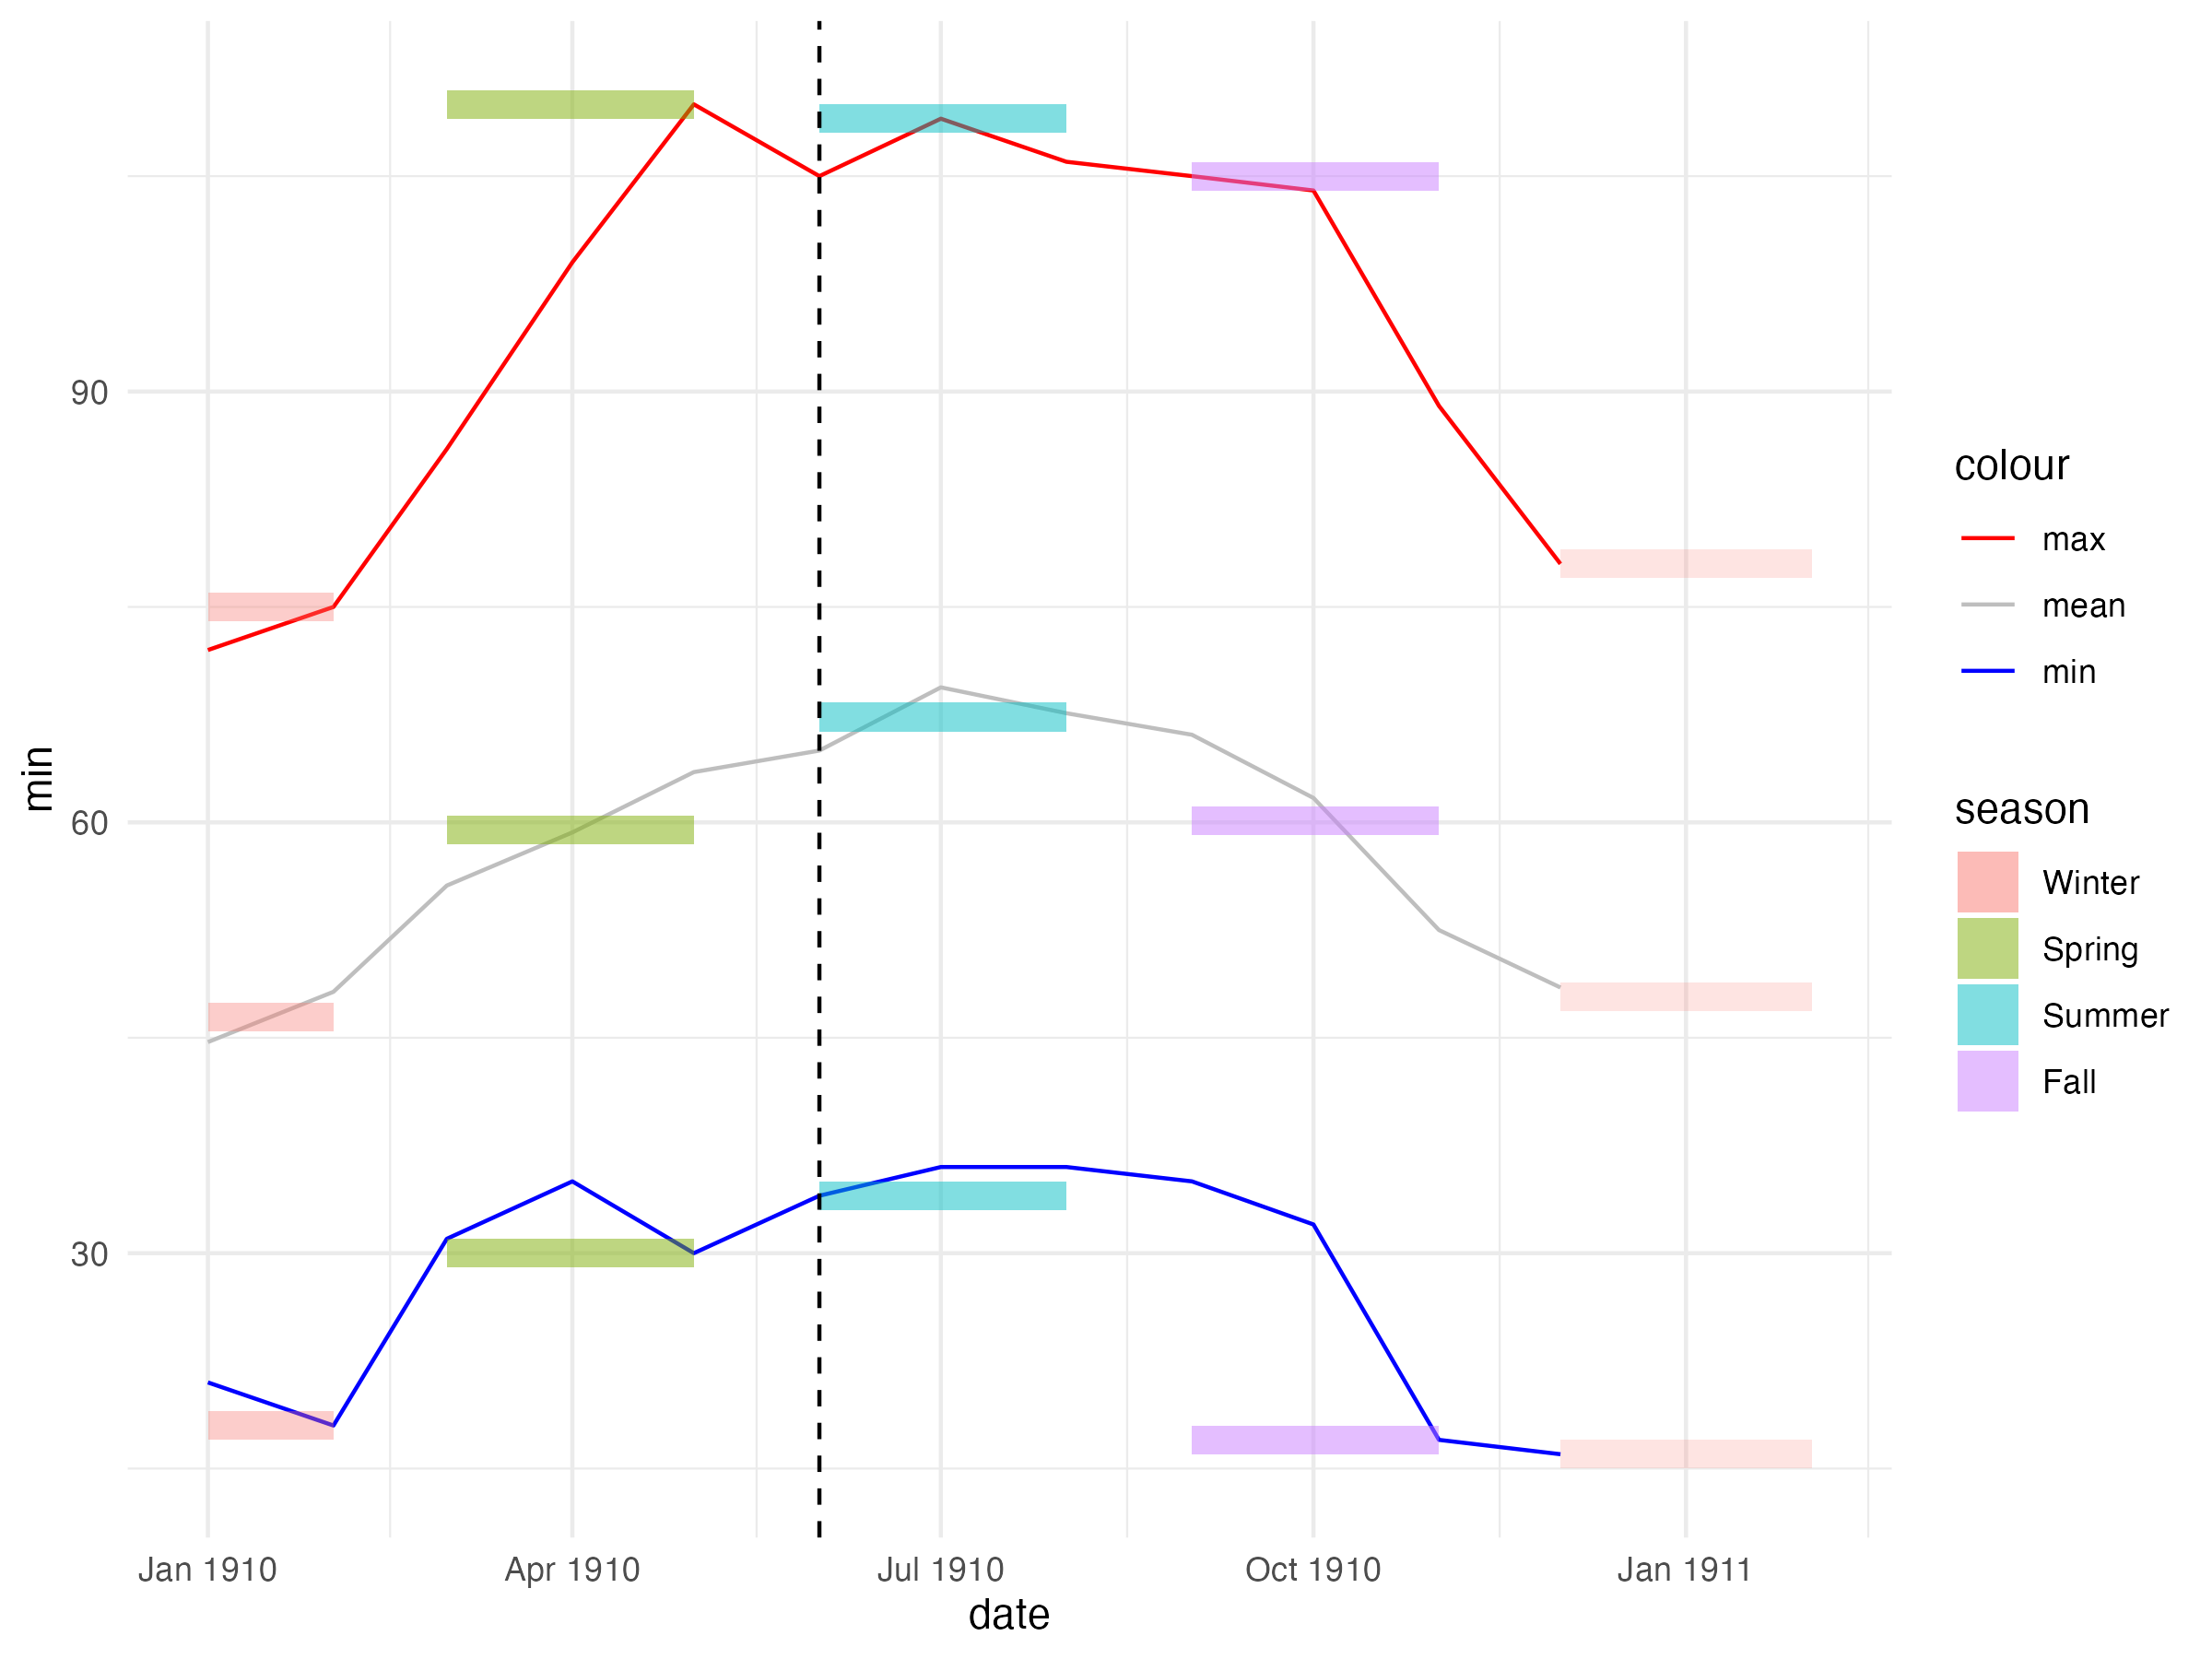 90
60
30
min
Jan 1910
Apr 1910
Jul 1910
Oct 1910
Jan 1911
date
colour
max
mean
min
season
Winter
Spring
Summer
Fall